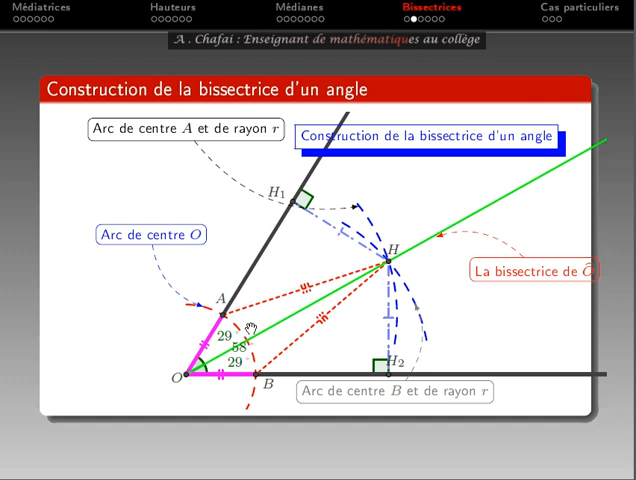 Médiatrices Hauteurs Médianes Bissectrices Cas particuliers
A . Chafai : Enseignant de mathématiques au collège
Construction de la bissectrice d'un angle
Arc de centre A et de rayon r
Construction de la bissectrice d'un angle
H1
Arc de centre O
H
La bissectrice de Ô
A
29
58
29
H2
O
B
Arc de centre B et de rayon r